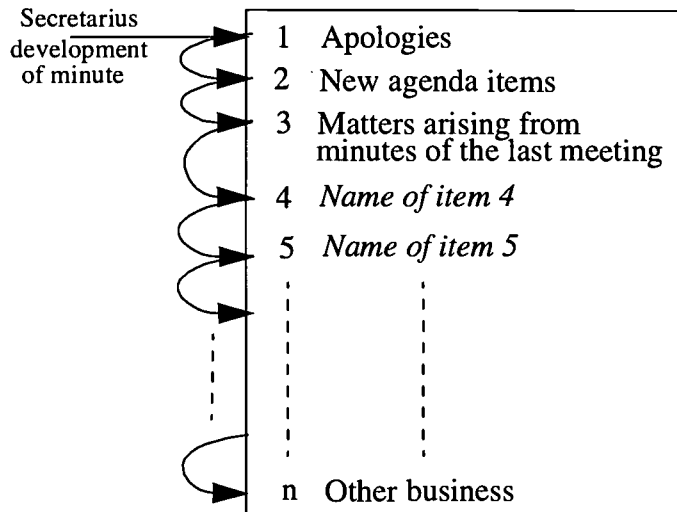 Secretarius
development
of minute
1 Apologies
2 New agenda items
3 Matters arising from
minutes of the last meeting
4 Name of item 4
5 Name of item 5
n Other business